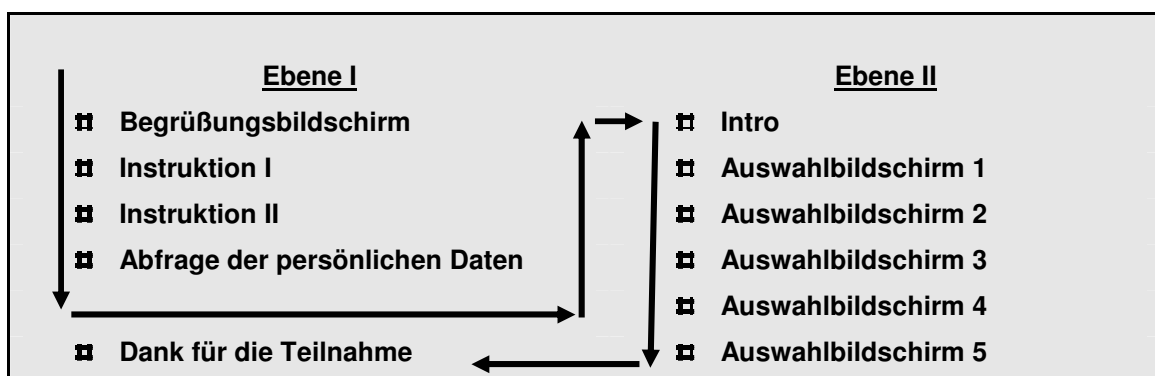 Ebene I
Begrüßungsbildschirm
Instruktion I
Instruktion II
Abfrage der persönlichen Daten
Dank für die Teilnahme
Ebene II
Intro
Auswahlbildschirm 1
Auswahlbildschirm 2
Auswahlbildschirm 3
Auswahlbildschirm 4
Auswahlbildschirm 5